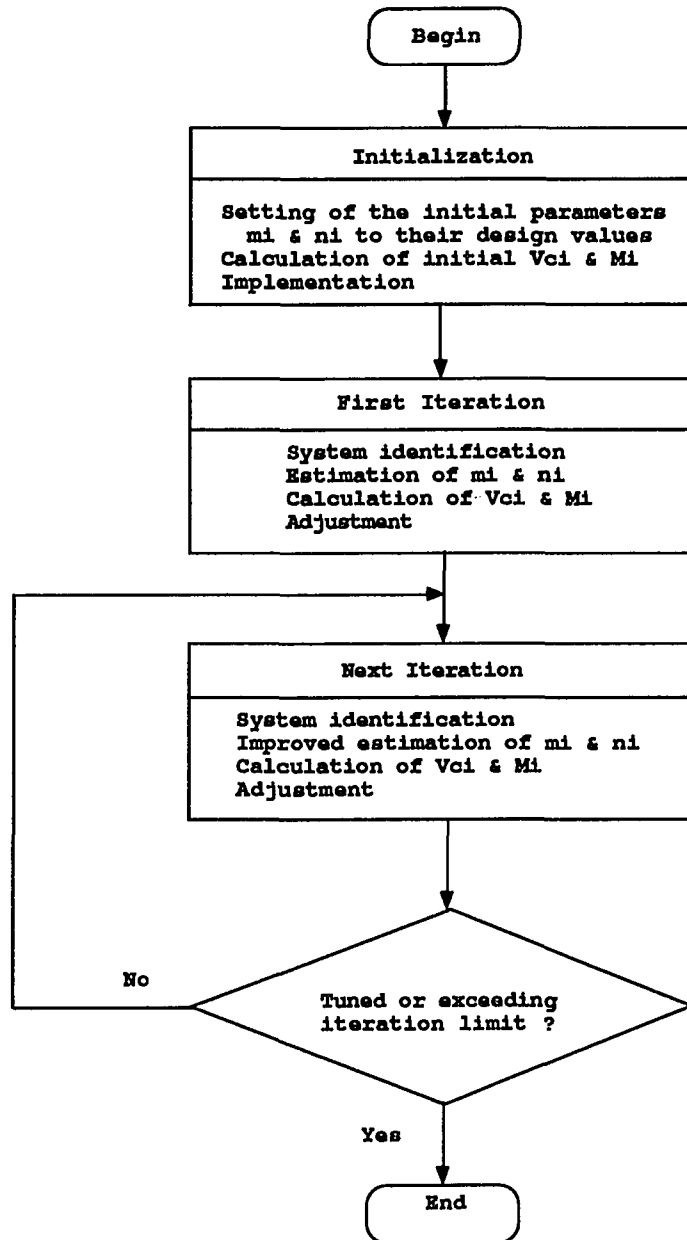 Begin
Initialization
Setting of the initial parameters
mi & ni to their design values
Calculation of initial Vci & Mi
Implementation
First Iteration
System identification
Estimation of mi & ni
Calculation of Vci & Mi
Adjustment
Next Iteration
System identification
Improved estimation of mi & ni
Calculation of Vci & Mi
Adjustment
No
Tuned or exceeding
iteration limit ?
Yes
End